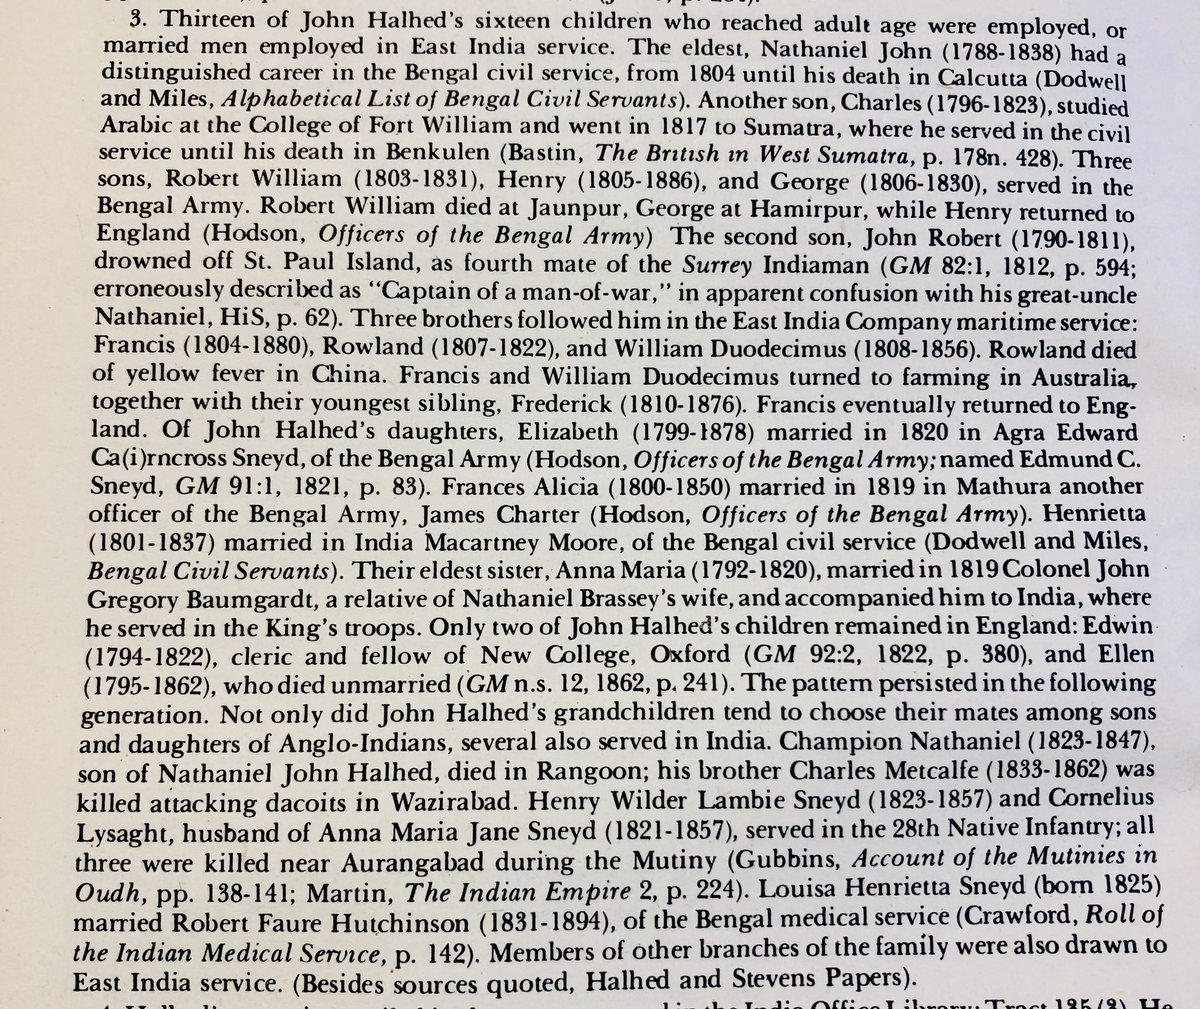 3. Thirteen of John Halhed's sixteen children who reached adult age were employed, or
married men employed in East India service. The eldest, Nathaniel John (1788-1838) had a
distinguished career in the Bengal civil service, from 1804 until his death in Calcutta (Dodwell
and Miles, Alphabetical List of Bengal Civil Servants). Another son, Charles (1796-1823), studied
Arabic at the College of Fort William and went in 1817 to Sumatra, where he served in the civil
service until his death in Benkulen (Bastin, The British in West Sumatra, p. 178n. 428). Three
sons, Robert William (1803-1831), Henry (1805-1886), and George (1806-1830), served in the
Bengal Army. Robert William died at Jaunpur, George at Hamirpur, while Henry returned to
England (Hodson, Officers of the Bengal Army) The second son, John Robert (1790-1811),
drowned off St. Paul Island, as fourth mate of the Surrey Indiaman (GM 82:1, 1812, p. 594;
erroneously described as "Captain of a man-of-war," in apparent confusion with his great-uncle
Nathaniel, HiS, p. 62). Three brothers followed him in the East India Company maritime service:
Francis (1804-1880), Rowland (1807-1822), and William Duodecimus (1808-1856). Rowland died
of yellow fever in China. Francis and William Duodecimus turned to farming in Australia,
together with their youngest sibling, Frederick (1810-1876). Francis eventually returned to Eng-
land. Of John Halhed's daughters, Elizabeth (1799-1878) married in 1820 in Agra Edward
Ca(i)rncross Sneyd, of the Bengal Army (Hodson, Officers of the Bengal Army; named Edmund C.
Sneyd, GM 91:1, 1821, p. 83). Frances Alicia (1800-1850) married in 1819 in Mathura another
officer of the Bengal Army, James Charter (Hodson, Officers of the Bengal Army). Henrietta
(1801-1837) married in India Macartney Moore, of the Bengal civil service (Dodwell and Miles,
Bengal Civil Servants). Their eldest sister, Anna Maria (1792-1820), married in 1819 Colonel John
Gregory Baumgardt, a relative of Nathaniel Brassey's wife, and accompanied him to India, where
he served in the King's troops. Only two of John Halhed's children remained in England: Edwin
(1794-1822), cleric and fellow of New College, Oxford (GM 92:2, 1822, p. 380), and Ellen
(1795-1862), who died unmarried (GM n.s. 12, 1862, p. 241). The pattern persisted in the following
generation. Not only did John Halhed's grandchildren tend to choose their mates among sons
and daughters of Anglo-Indians, several also served in India. Champion Nathaniel (1823-1847),
son of Nathaniel John Halhed, died in Rangoon; his brother Charles Metcalfe (1833-1862) was
killed attacking dacoits in Wazirabad. Henry Wilder Lambie Sneyd (1823-1857) and Cornelius
Lysaght, husband of Anna Maria Jane Sneyd (1821-1857), served in the 28th Native Infantry; all
three were killed near Aurangabad during the Mutiny (Gubbins, Account of the Mutinies in
Oudh, pp. 138-141; Martin, The Indian Empire 2, p. 224). Louisa Henrietta Sneyd (born 1825)
married Robert Faure Hutchinson (1831-1894), of the Bengal medical service (Crawford, Roll of
the Indian Medical Service, p. 142). Members of other branches of the family were also drawn to
East India service. (Besides sources quoted, Halhed and Stevens Papers).
in the India Office Library: Tract 135 (3). He